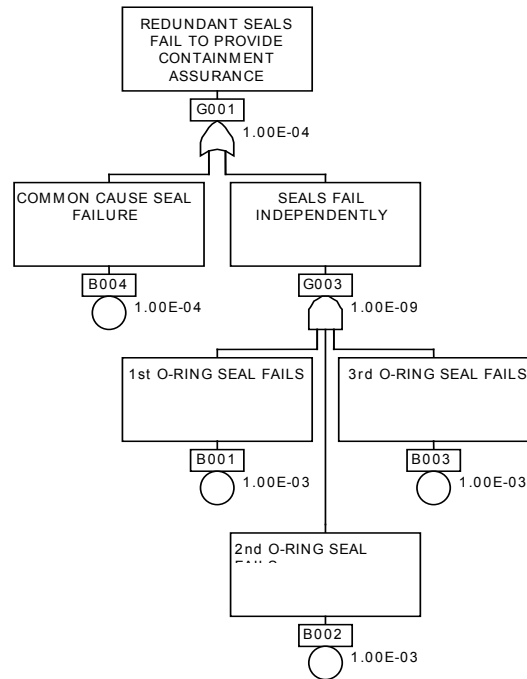 REDUNDANT SEALS
FAIL TO PROVIDE
CONTAINMENT
ASSURANCE
G001
1.00E-04
COMMON CAUSE SEAL
FAILURE
SEALS FAIL
INDEPENDENTLY
B004
1.00E-04
G003
1.00E-09
1st O-RING SEAL FAILS
3rd O-RING SEAL FAILS
B001
1.00E-03
B003
1.00E-03
2nd O-RING SEAL
B002
1.00E-03